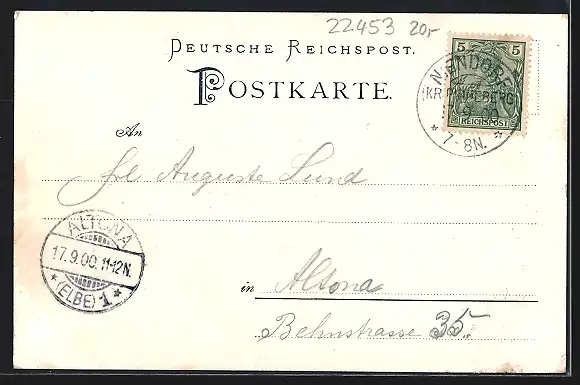 22453 20,-
DEUTSCHE REICHSPOST.
POSTKARTE.
5 5
REICHSPOST
NIENDORF
(KR. PINNEBERG)
* 7-8N. *
An
Frl Auguste Lund
ALTONA
17.9.00. 11-12N.
* (ELBE) 1 *
in Altona
Behnstrasse 35.